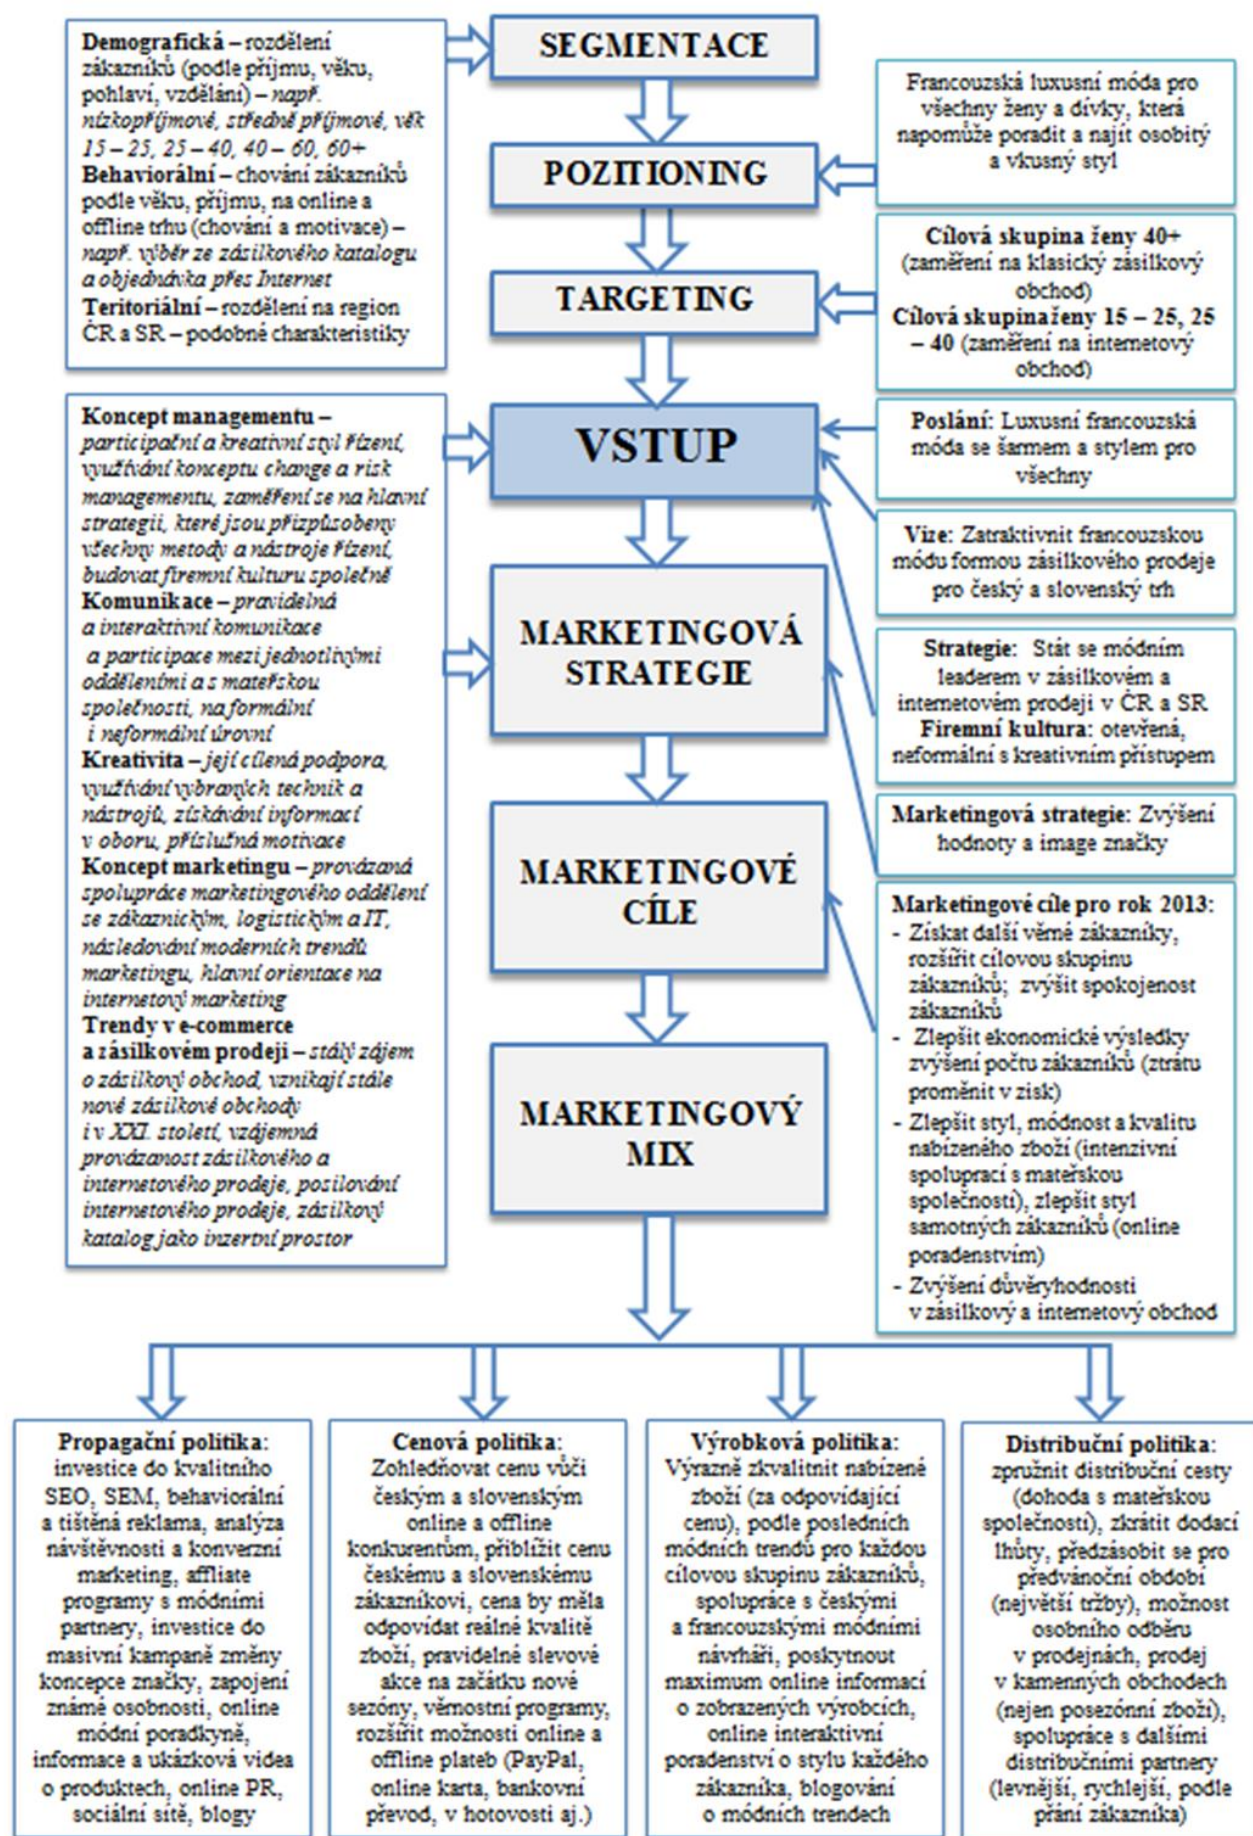 SEGMENTACE
Demografická – rozdělení
zákazníků (podle příjmu, věku,
pohlaví, vzdělání) – např.
nízkopříjmové, středně příjmové, věk
15 – 25, 25 – 40, 40 – 60, 60+
Behaviorální – chování zákazníků
podle věku, příjmu, na online a
offline trhu (chování a motivace) –
např. výběr ze zásilkového katalogu
a objednávka přes Internet
Teritoriální – rozdělení na region
ČR a SR – podobné charakteristiky
POZITIONING
Francouzská luxusní móda pro
všechny ženy a dívky, která
napomůže poradit a najít osobitý
a vkusný styl
TARGETING
Cílová skupina ženy 40+
(zaměření na klasický zásilkový
obchod)
Cílová skupina ženy 15 – 25, 25
– 40 (zaměření na internetový
obchod)
VSTUP
Koncept managementu –
participační a kreativní styl řízení,
využívání konceptu change a risk
managementu, zaměření se na hlavní
strategii, které jsou přizpůsobeny
všechny metody a nástroje řízení,
budovat firemní kulturu společně
Komunikace – pravidelná
a interaktivní komunikace
a participace mezi jednotlivými
odděleními a s mateřskou
společností, na formální
i neformální úrovní
Kreativita – její cílená podpora,
využívání vybraných technik a
nástrojů, získávání informací
v oboru, příslušná motivace
Koncept marketingu – provázaná
spolupráce marketingového oddělení
se zákaznickým, logistickým a IT,
následování moderních trendů
marketingu, hlavní orientace na
internetový marketing
Trendy v e-commerce
a zásilkovém prodeji – stálý zájem
o zásilkový obchod, vznikají stále
nové zásilkové obchody
i v XXI. století, vzájemná
provázanost zásilkového a
internetového prodeje, posilování
internetového prodeje, zásilkový
katalog jako inzertní prostor
Poslání: Luxusní francouzská
móda se šarmem a stylem pro
všechny
Vize: Zatraktivnit francouzskou
módu formou zásilkového prodeje
pro český a slovenský trh
Strategie: Stát se módním
leaderem v zásilkovém a
internetovém prodeji v ČR a SR
Firemní kultura: otevřená,
neformální s kreativním přístupem
MARKETINGOVÁ
STRATEGIE
Marketingová strategie: Zvýšení
hodnoty a image značky
MARKETINGOVÉ
CÍLE
Marketingové cíle pro rok 2013:
- Získat další věrné zákazníky,
rozšířit cílovou skupinu
zákazníků; zvýšit spokojenost
zákazníků
- Zlepšit ekonomické výsledky
zvýšení počtu zákazníků (ztrátu
proměnit v zisk)
- Zlepšit styl, módnost a kvalitu
nabízeného zboží (intenzivní
spoluprací s mateřskou
společností), zlepšit styl
samotných zákazníků (online
poradenstvím)
- Zvýšení důvěryhodnosti
v zásilkový a internetový obchod
MARKETINGOVÝ
MIX
Propagační politika:
investice do kvalitního
SEO, SEM, behaviorální
a tištěná reklama, analýza
návštěvnosti a konverzní
marketing, affliate
programy s módními
partnery, investice do
masivní kampaně změny
koncepce značky, zapojení
známé osobnosti, online
módní poradkyně,
informace a ukázková videa
o produktech, online PR,
sociální sítě, blogy
Cenová politika:
Zohledňovat cenu vůči
českým a slovenským
online a offline
konkurentům, přiblížit cenu
českému a slovenskému
zákazníkovi, cena by měla
odpovídat reálné kvalitě
zboží, pravidelné slevové
akce na začátku nové
sezóny, věrnostní programy,
rozšířit možnosti online a
offline plateb (PayPal,
online karta, bankovní
převod, v hotovosti aj.)
Výrobková politika:
Výrazně zkvalitnit nabízené
zboží (za odpovídající
cenu), podle posledních
módních trendů pro každou
cílovou skupinu zákazníků,
spolupráce s českými
a francouzskými módními
návrháři, poskytnout
maximum online informací
o zobrazených výrobcích,
online interaktivní
poradenství o stylu každého
zákazníka, blogování
o módních trendech
Distribuční politika:
zpružnit distribuční cesty
(dohoda s mateřskou
společností), zkrátit dodací
lhůty, předzásobit se pro
předvánoční období
(největší tržby), možnost
osobního odběru
v prodejnách, prodej
v kamenných obchodech
(nejen posezónní zboží),
spolupráce s dalšími
distribučními partnery
(levnější, rychlejší, podle
přání zákazníka)